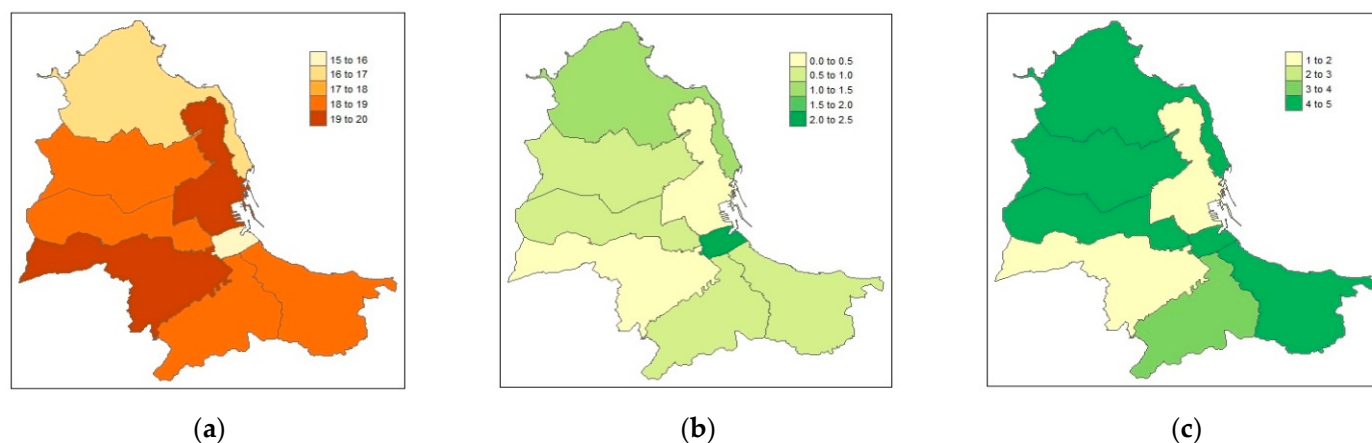 15 to 16
16 to 17
17 to 18
18 to 19
19 to 20
0.0 to 0.5
0.5 to 1.0
1.0 to 1.5
1.5 to 2.0
2.0 to 2.5
1 to 2
2 to 3
3 to 4
4 to 5
(a)
(b)
(c)